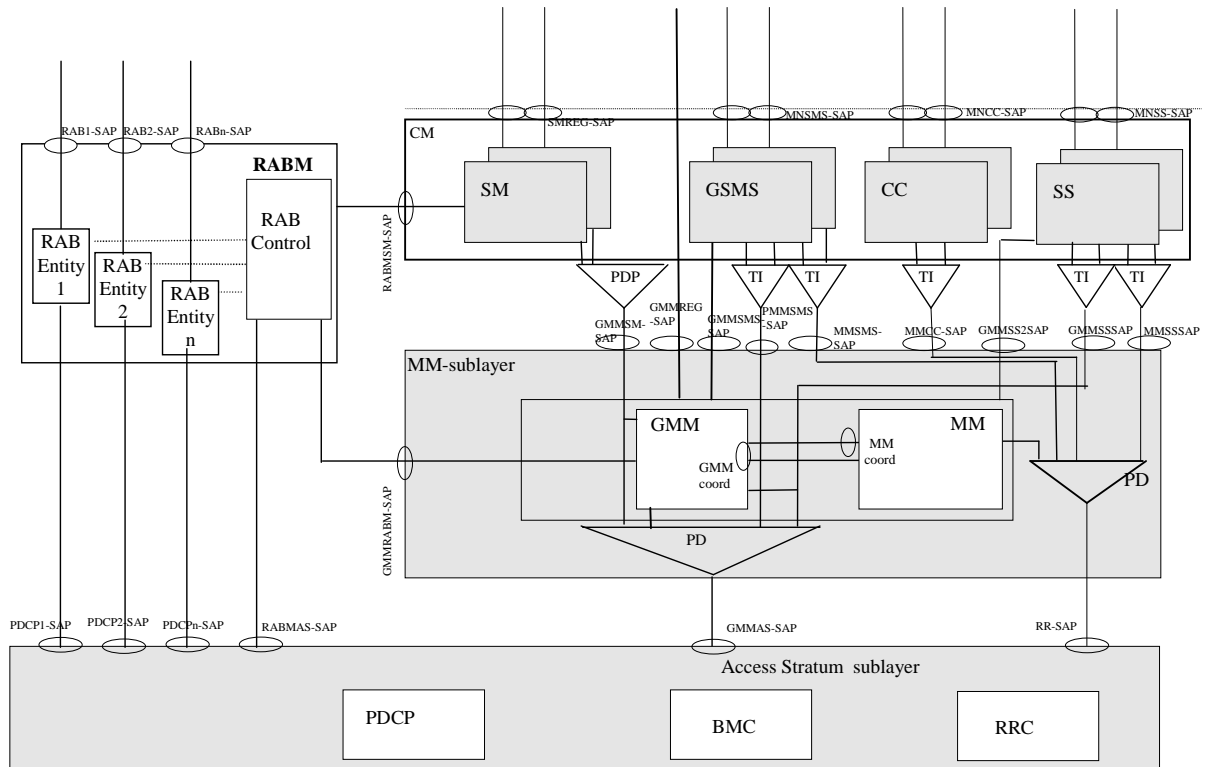 SMREG-SAP
MNSMS-SAP
MNCC-SAP
MNSS-SAP
RAB1-SAP
RAB2-SAP
RABn-SAP
CM
RABM
SM
GSMS
CC
SS
RAB
Control
RABMSM-SAP
RAB
Entity
1
RAB
Entity
2
RAB
Entity
n
PDP
TI
TI
TI
TI
TI
GMMSM-
SAP
GMMREG
-SAP
GMMSMS-
SAP
PMMSMS
-SAP
MMSMS-
SAP
MMCC-SAP
GMMSS2SAP
GMMSSSAP
MMSSSAP
MM-sublayer
GMM
MM
GMM
coord
MM
coord
PD
PD
GMMRABM-SAP
PDCP1-SAP
PDCP2-SAP
PDCPn-SAP
RABMAS-SAP
GMMAS-SAP
RR-SAP
Access Stratum sublayer
PDCP
BMC
RRC